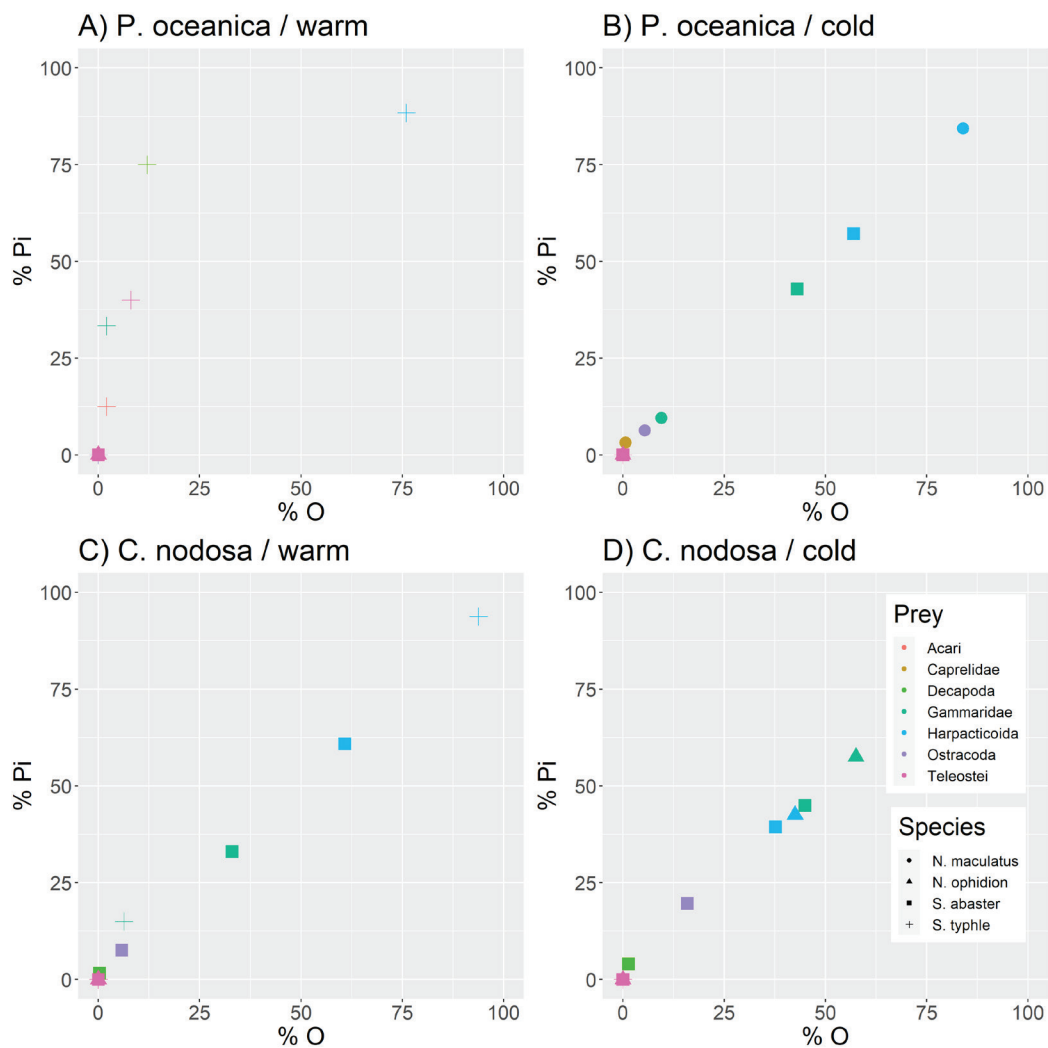 A) P. oceanica / warm
100
75
50
25
0
% Pi
0 25 50 75 100
% O
B) P. oceanica / cold
100
75
50
25
0
% Pi
0 25 50 75 100
% O
C) C. nodosa / warm
100
75
50
25
0
% Pi
0 25 50 75 100
% O
D) C. nodosa / cold
100
75
50
25
0
% Pi
0 25 50 75 100
% O
Prey
Acari
Caprelidae
Decapoda
Gammaridae
Harpacticoida
Ostracoda
Teleostei
Species
N. maculatus
N. ophidion
S. abaster
S. typhle